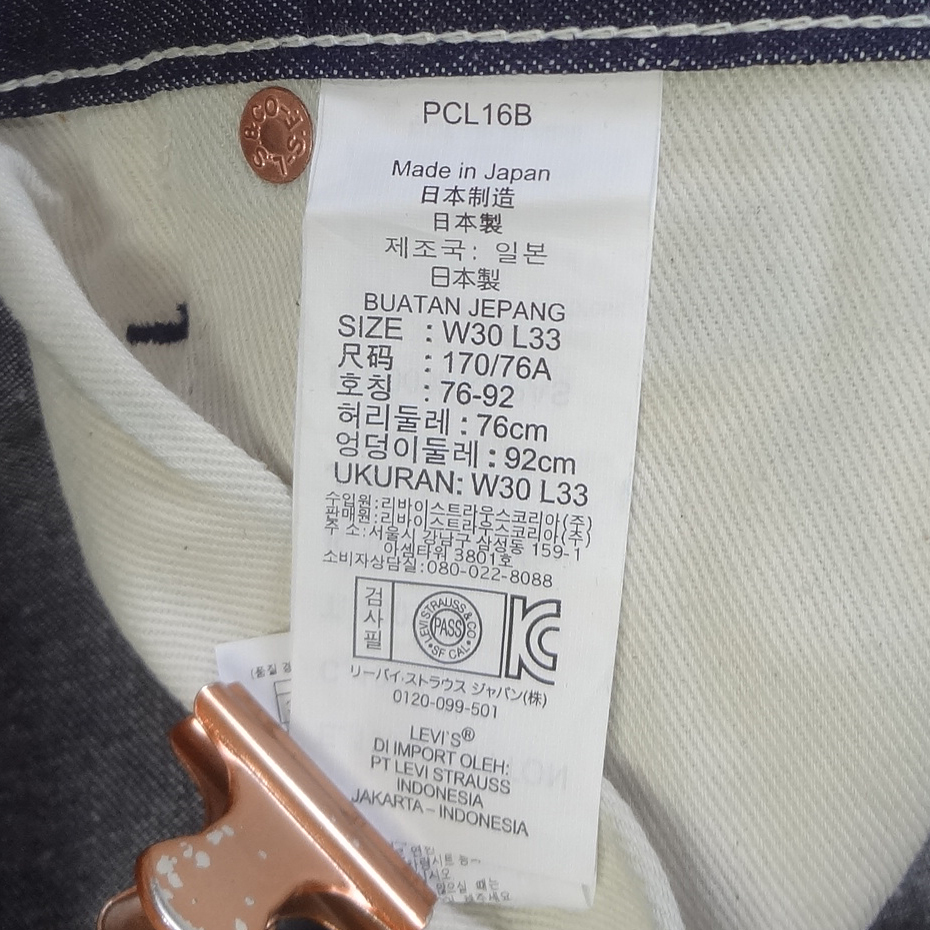 L.S.&CO-F.
PCL16B
Made in Japan
日本制造
日本製
제조국: 일본
日本製
BUATAN JEPANG
SIZE : W30 L33
尺码 : 170/76A
호칭 : 76-92
허리둘레 : 76cm
엉덩이둘레 : 92cm
UKURAN: W30 L33
수입원:리바이스트라우스코리아(주)
판매원:리바이스트라우스코리아(주)
주 소:서울시 강남구 삼성동 159-1
아셈타워 3801호
소비자상담실:080-022-8088
검사필
LEVI STRAUSS & CO
PASS
• SF CAL •
リーバイ·ストラウス ジャパン(株)
0120-099-501
(품질
LEVI'S®
DI IMPORT OLEH:
PT LEVI STRAUSS
INDONESIA
JAKARTA – INDONESIA